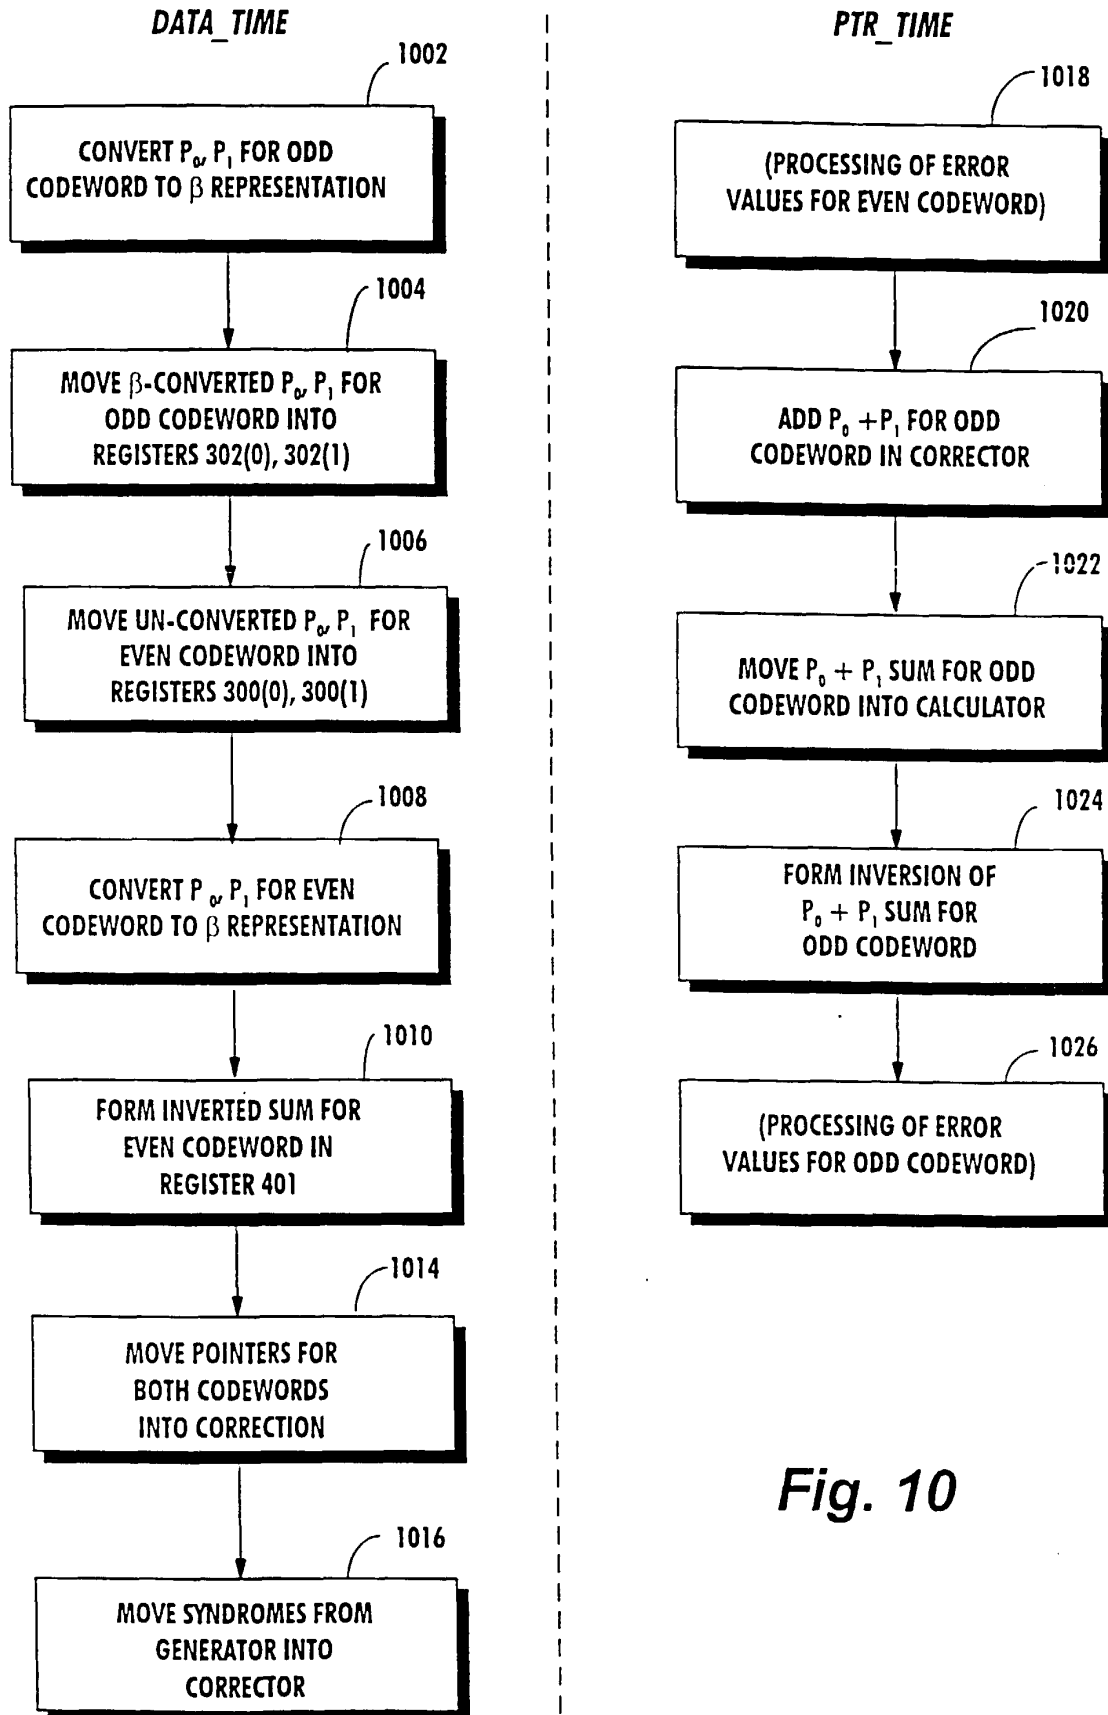 DATA_TIME
1002
CONVERT P₀, P₁ FOR ODD
CODEWORD TO β REPRESENTATION
1004
MOVE β-CONVERTED P₀, P₁ FOR
ODD CODEWORD INTO
REGISTERS 302(0), 302(1)
1006
MOVE UN-CONVERTED P₀, P₁ FOR
EVEN CODEWORD INTO
REGISTERS 300(0), 300(1)
1008
CONVERT P₀, P₁ FOR EVEN
CODEWORD TO β REPRESENTATION
1010
FORM INVERTED SUM FOR
EVEN CODEWORD IN
REGISTER 401
1014
MOVE POINTERS FOR
BOTH CODEWORDS
INTO CORRECTION
1016
MOVE SYNDROMES FROM
GENERATOR INTO
CORRECTOR
PTR_TIME
1018
(PROCESSING OF ERROR
VALUES FOR EVEN CODEWORD)
1020
ADD P₀ + P₁ FOR ODD
CODEWORD IN CORRECTOR
1022
MOVE P₀ + P₁ SUM FOR ODD
CODEWORD INTO CALCULATOR
1024
FORM INVERSION OF
P₀ + P₁ SUM FOR
ODD CODEWORD
1026
(PROCESSING OF ERROR
VALUES FOR ODD CODEWORD)
Fig. 10